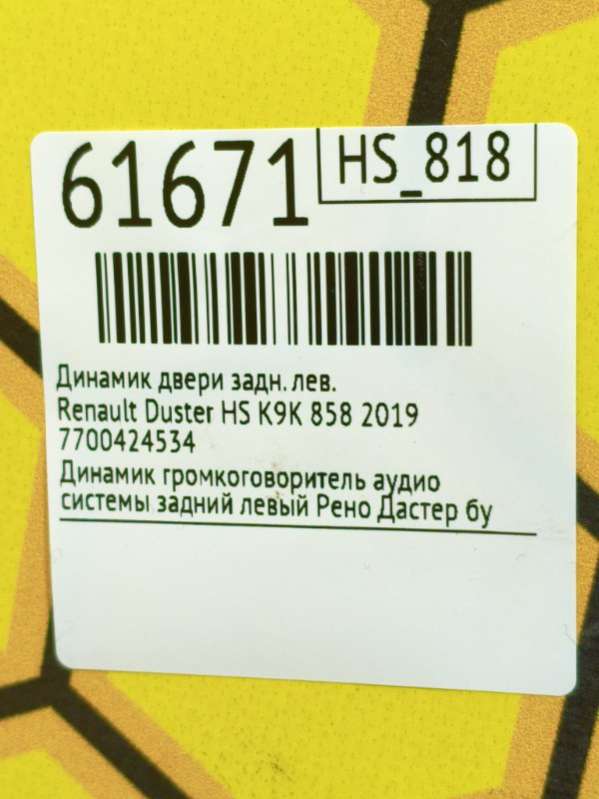 61671
HS_818
Динамик двери задн. лев.
Renault Duster HS K9K 858 2019
7700424534
Динамик громкоговоритель аудио
системы задний левый Рено Дастер бу